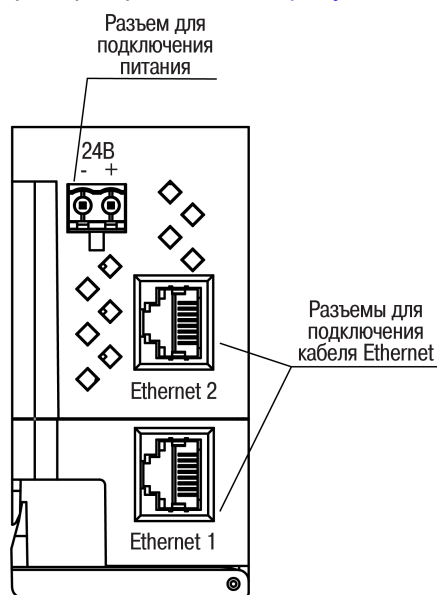 Разъем для
подключения
питания
24В
- +
Ethernet 2
Разъемы для
подключения
кабеля Ethernet
Ethernet 1